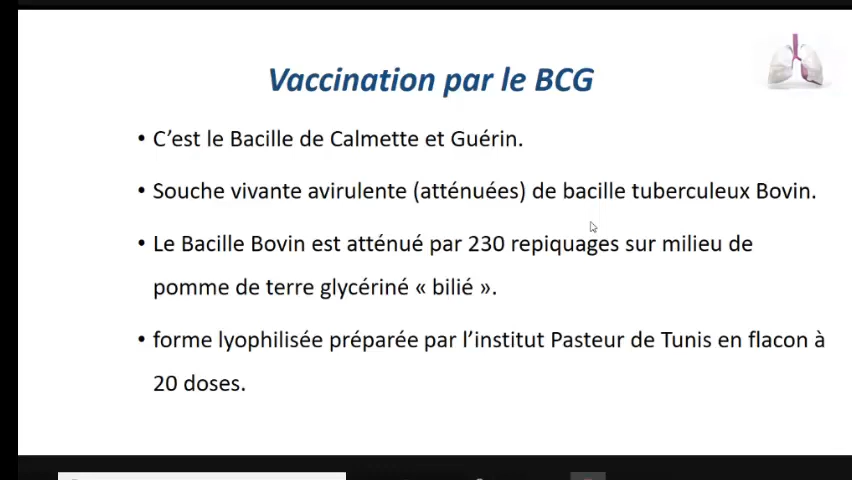 Vaccination par le BCG
• C'est le Bacille de Calmette et Guérin.
• Souche vivante avirulente (atténuées) de bacille tuberculeux Bovin.
• Le Bacille Bovin est atténué par 230 repiquages sur milieu de
pomme de terre glycériné « bilié ».
• forme lyophilisée préparée par l'institut Pasteur de Tunis en flacon à
20 doses.